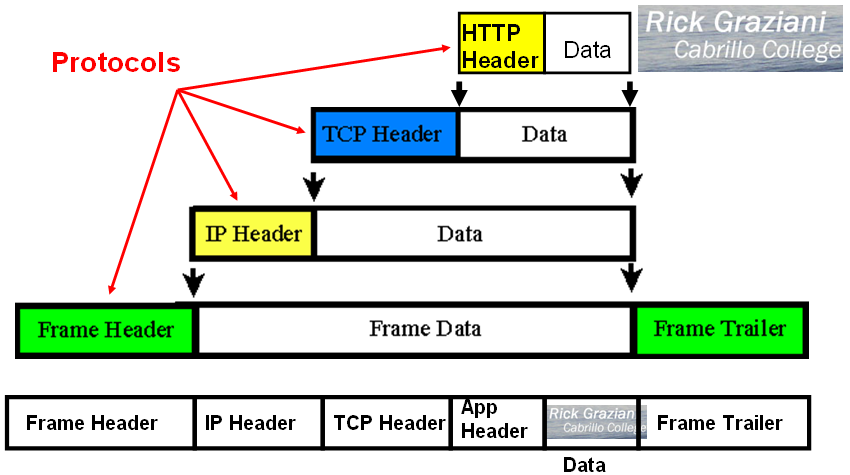 HTTP
Header
Data
Rick Graziani
Cabrillo College
Protocols
TCP Header
Data
IP Header
Data
Frame Header
Frame Data
Frame Trailer
Frame Header
IP Header
TCP Header
App
Header
Rick Graziani
Cabrillo College
Frame Trailer
Data